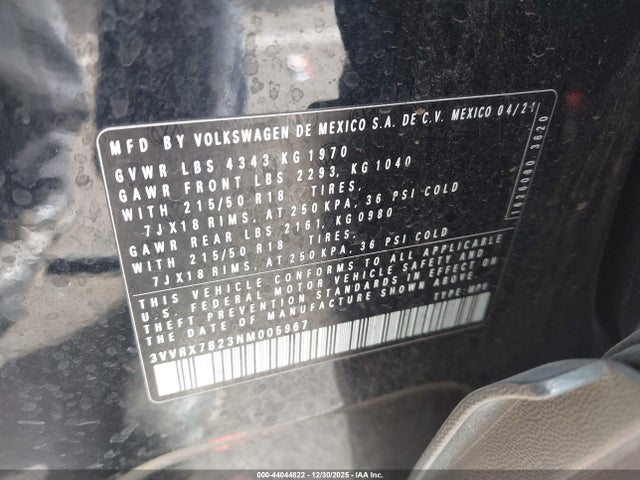 MFD BY VOLKSWAGEN DE MEXICO S.A. DE C.V. MEXICO 04/21
GVWR LBS 4343 KG 1970
GAWR FRONT LBS 2293, KG 1040
WITH 215/50 R18 TIRES,
7JX18 RIMS, AT 250 KPA, 36 PSI COLD
GAWR REAR LBS 2161, KG 0980
WITH 215/50 R18 TIRES,
7JX18 RIMS, AT 250 KPA, 36 PSI COLD
THIS VEHICLE CONFORMS TO ALL APPLICABLE
U.S. FEDERAL MOTOR VEHICLE SAFETY AND
THEFT PREVENTION STANDARDS IN EFFECT ON
THE DATE OF MANUFACTURE SHOWN ABOVE.
3VVRX7B23NM006967
TYPE: MPV
3620
000-44044822 • 12/30/2025 • IAA Inc.